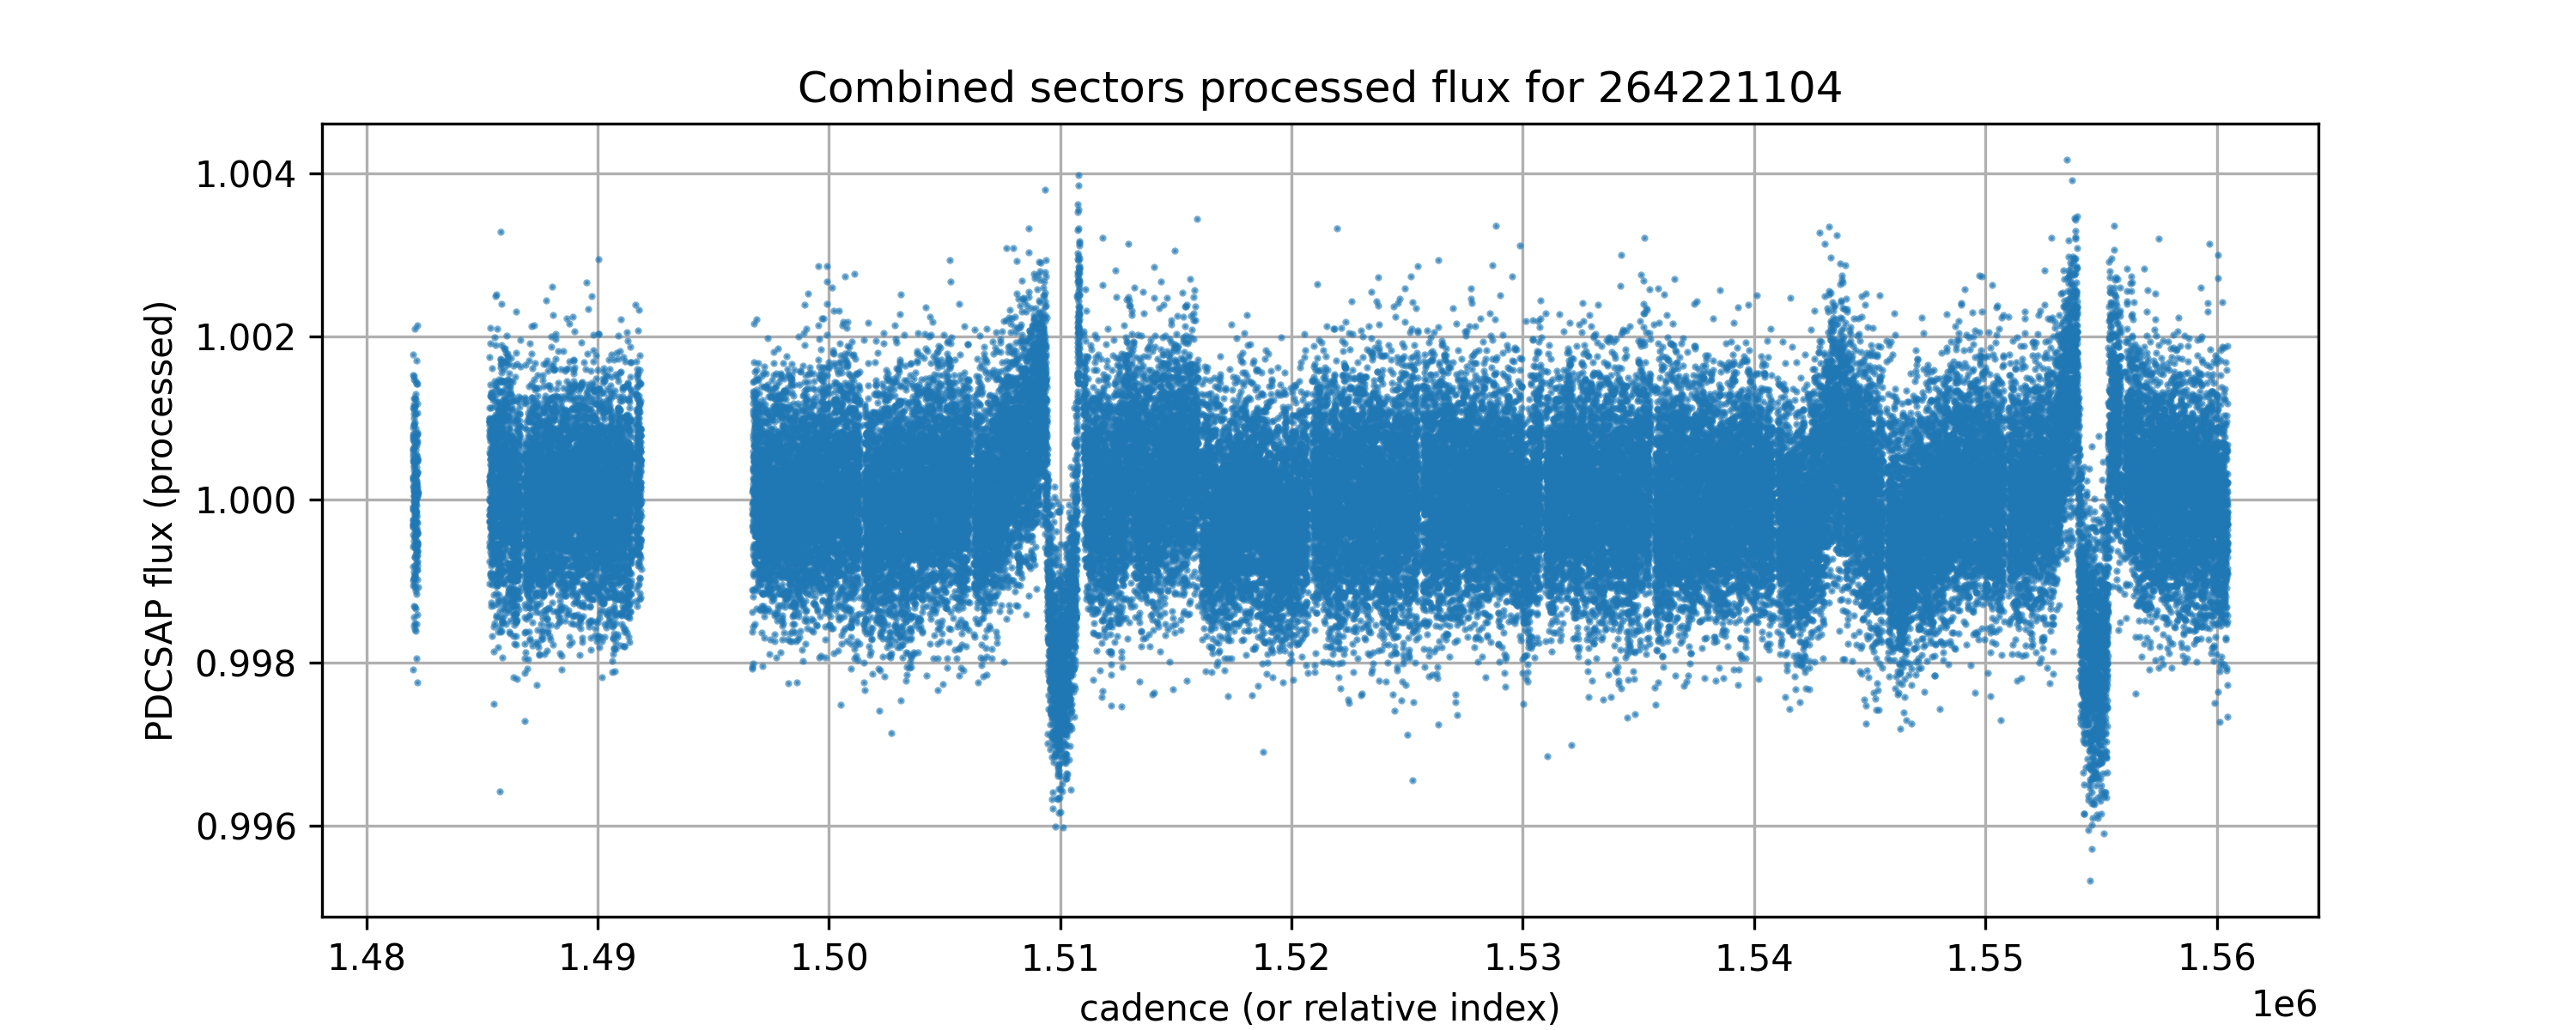 Combined sectors processed flux for 264221104
PDCSAP flux (processed)
1.004
1.002
1.000
0.998
0.996
1.48 1.49 1.50 1.51 1.52 1.53 1.54 1.55 1.56
1e6
cadence (or relative index)